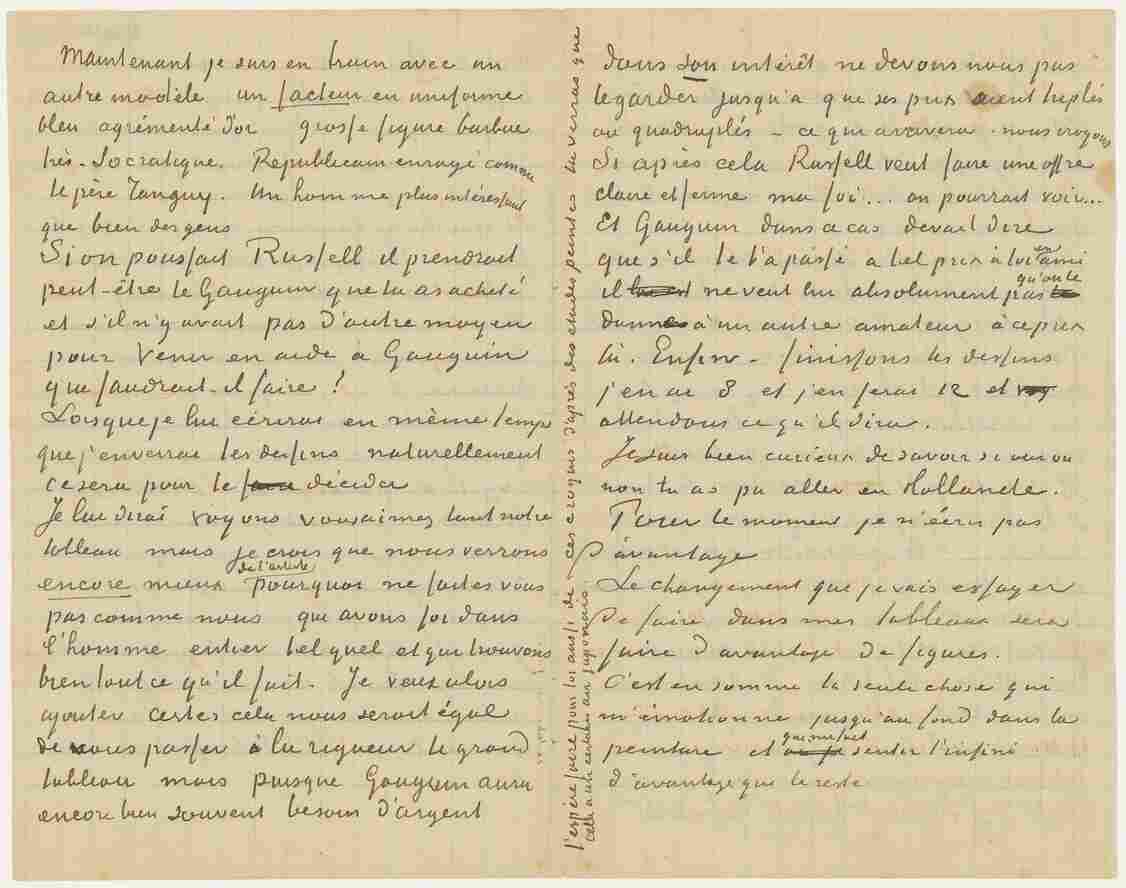 Maintenant je suis en train avec un
autre modèle un facteur en uniforme
bleu agrémenté d'or grosse figure barbue
très-Socratique. Républicain enragé comme
le père Tanguy. Un homme plus intéressant
que bien des gens
Si on poussait Russell il prendrait
peut-être le Gauguin que tu as acheté
et s'il n'y avait pas d'autre moyen
pour venir en aide à Gauguin
que faudrait-il faire !
Lorsque je lui écrirai en même temps
que j'enverrai les dessins naturellement
ce sera pour le faire décider
Je lui dirai voyons vous aimez tant notre
tableau mais je crois que nous verrons
encore mieux de l'artiste pourquoi ne faites vous
pas comme nous que avons foi dans
l'homme entier tel quel et que trouvons
bien tout ce qu'il fait. Je veux alors
ajouter certes cela nous serait égal
de vous passer à la rigueur le grand
tableau mais puisque Gauguin aura
encore bien souvent besoin d'argent
dans son intérêt ne devons nous pas
le garder jusqu'à que ses prix aient triplés
ou quadruplés – ce qui arrivera nous croyons
Si après cela Russell veut faire une offre
claire et ferme ma foi... on pourrait voir...
Et Gauguin dans ce cas devait dire
que s'il te l'a passé a tel prix à toi en ami
il ne veut lui absolument pas qu'on le
donne à un autre amateur à ce prix
là. Enfin – finissons les dessins
j'en ai 8 et j'en ferai 12 et
attendons ce qu'il dira.
Je suis bien curieux de savoir si oui ou
non tu as pu aller en Hollande.
Pour le moment je n'écris pas
d'avantage
Le changement que je vais essayer
de faire dans mes tableaux sera
faire d'avantage de figures.
C'est en somme la seule chose qui
m'émotionne jusqu'au fond dans la
peinture et qui me fait sentir l'infini
d'avantage que le reste
j'espère faire pour toi aussi de ces croquis d'après des etudes peintes tu verras que
cela a un certain air japonais.